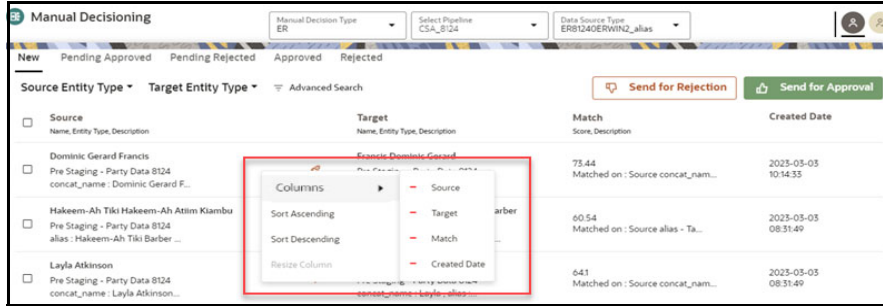 Manual Decisioning
Manual Decision Type
ER
Select Pipeline
CSA_8124
Data Source Type
ER81240ERWIN2_alias
New Pending Approved Pending Rejected Approved Rejected
Source Entity Type Target Entity Type Advanced Search
Send for Rejection Send for Approval
Source Target Match Created Date
Name, Entity Type, Description Name, Entity Type, Description Score, Description
Dominic Gerard Francis Francis Dominic Gerard
Pre Staging - Party Data 8124
concat_name : Dominic Gerard F...
73.44
Matched on : Source concat_nam...
2023-03-03
10:14:33
Columns
Sort Ascending
Sort Descending
Resize Column
Source
Target
Match
Created Date
Hakeem-Ah Tiki Hakeem-Ah Atiim Kiambu arber
Pre Staging - Party Data 8124
alias : Hakeem-Ah Tiki Barber ...
60.54
Matched on : Source alias - Ta...
2023-03-03
08:31:49
Layla Atkinson
Pre Staging - Party Data 8124
concat_name : Layla Atkinson...
concat_name : Layla , alias :...
64.1
Matched on : Source concat_nam...
2023-03-03
08:31:49